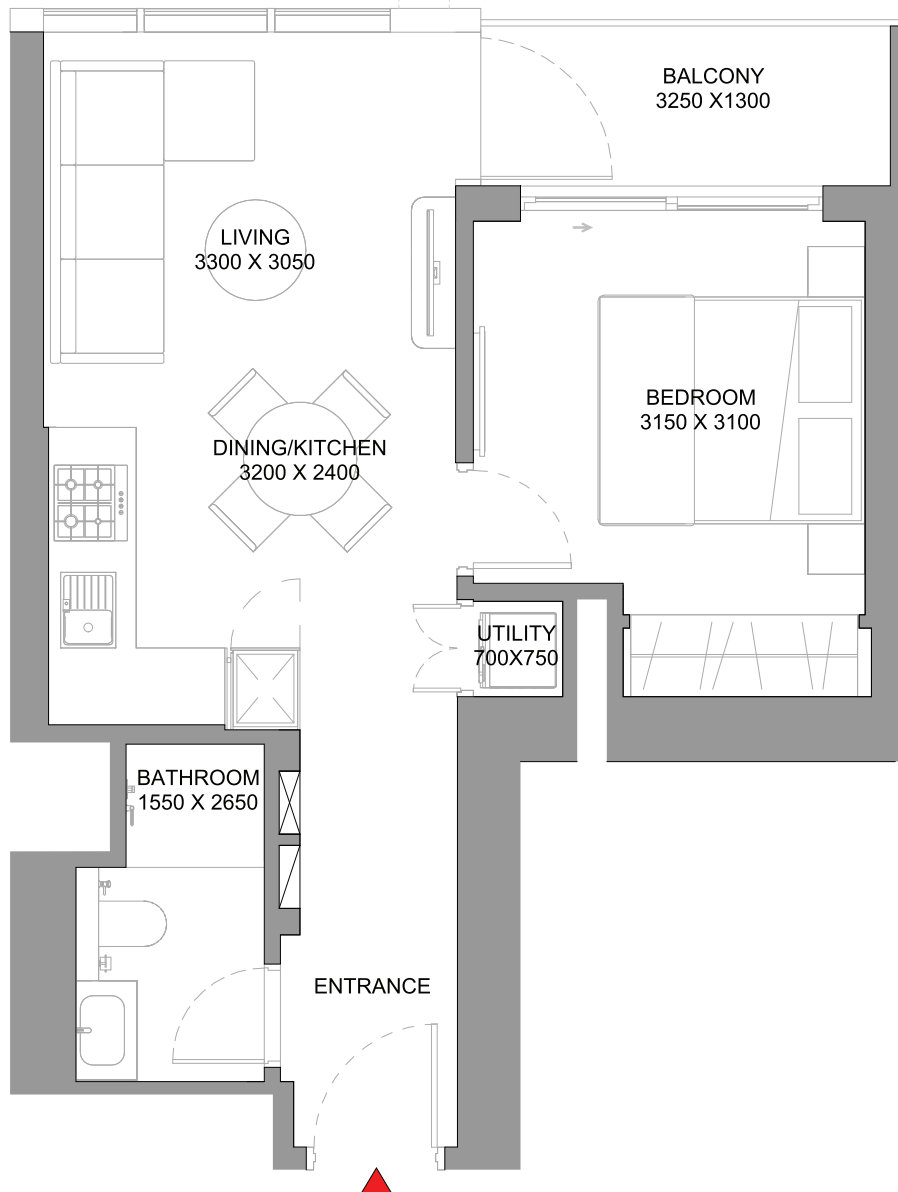 BALCONY
3250 X1300
LIVING
3300 X 3050
BEDROOM
3150 X 3100
DINING/KITCHEN
3200 X 2400
UTILITY
700X750
BATHROOM
1550 X 2650
ENTRANCE